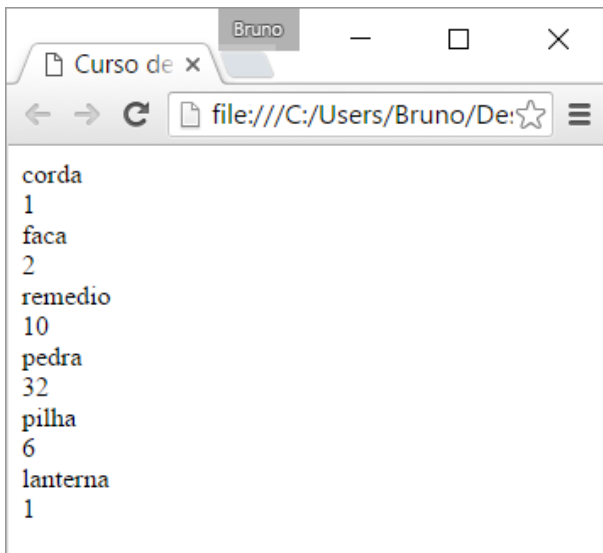 Bruno
Curso de
file:///C:/Users/Bruno/De
corda
1
faca
2
remedio
10
pedra
32
pilha
6
lanterna
1